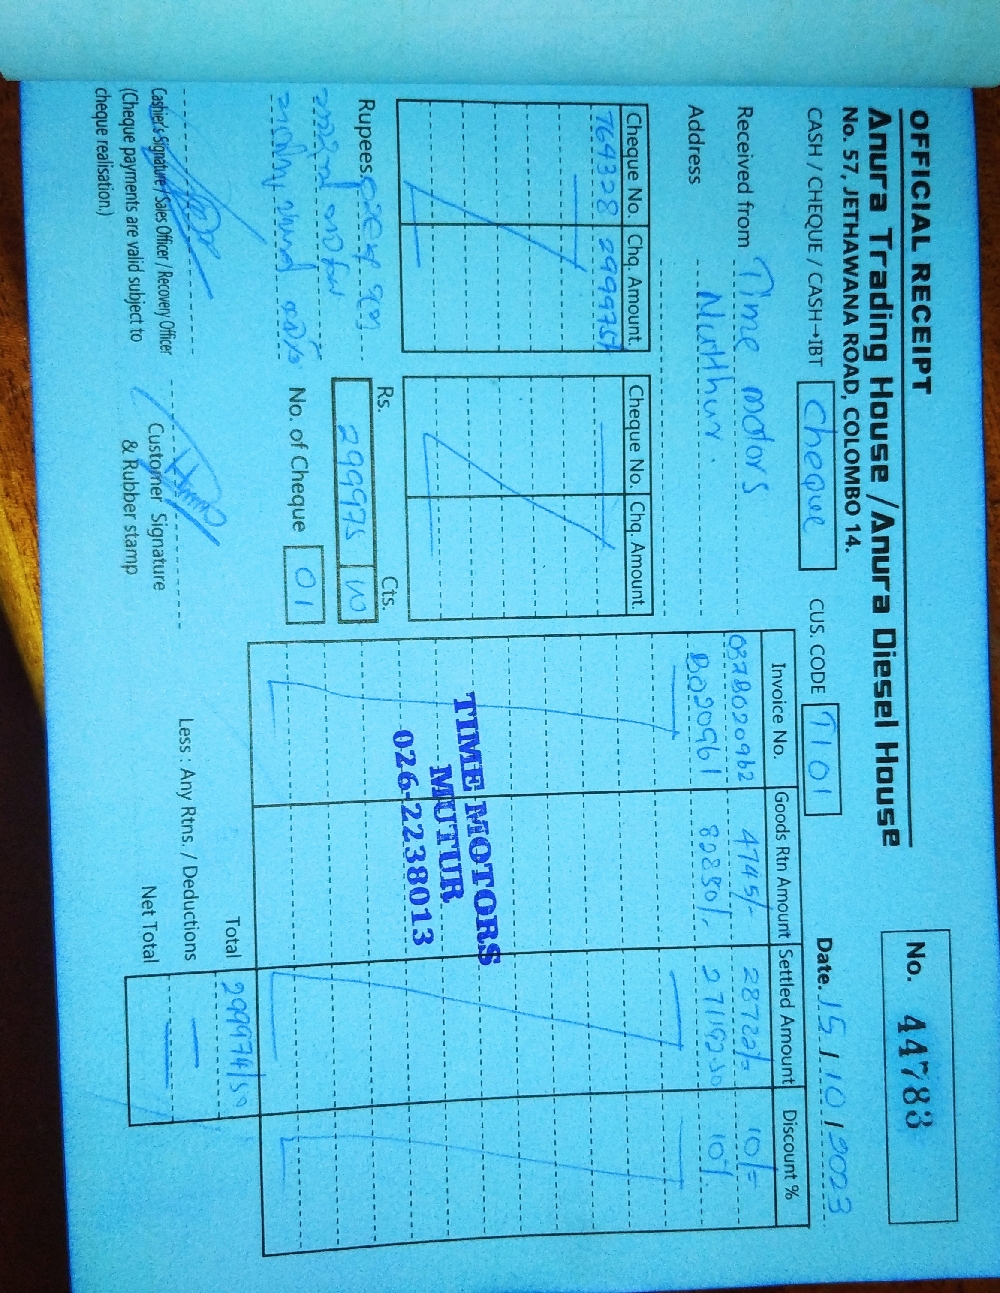 OFFICIAL RECEIPT
Anura Trading House / Anura Diesel House
No. 57, JETHAWANA ROAD, COLOMBO 14.
No. 44783
CASH / CHEQUE / CASH→IBT Cheque CUS. CODE T101 Date. 15/10/2023
Received from Time motors
Address Mutthur.
Cheque No. Chq. Amount.
764328 299975/
Cheque No. Chq. Amount.
Rupees
Rs. Cts.
299975
No. of Cheque 01
Invoice No. Goods Rtn Amount Settled Amount Discount %
037B020962 4745/- 28722/= 10/=
B020961 82830/- 10%
TIME MOTORS
MUTUR
026-2238013
Total 299974/50
Less : Any Rtns. / Deductions
Net Total
Cashier's Signature / Sales Officer / Recovery Officer
(Cheque payments are valid subject to
cheque realisation.)
Customer Signature
& Rubber stamp